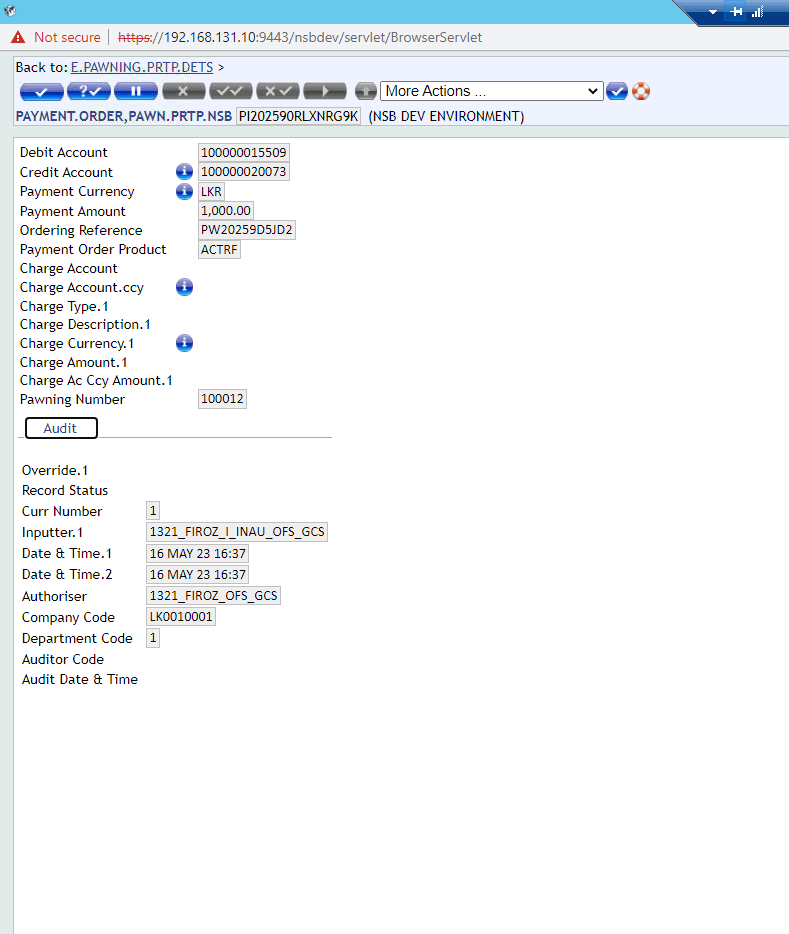 Not secure https://192.168.131.10:9443/nsbdev/servlet/BrowserServlet
Back to: E.PAWNING.PRTP.DETS >
More Actions ...
PAYMENT.ORDER,PAWN.PRTP.NSB PI202590RLXNRG9K (NSB DEV ENVIRONMENT)
Debit Account 100000015509
Credit Account 100000020073
Payment Currency LKR
Payment Amount 1,000.00
Ordering Reference PW20259D5JD2
Payment Order Product ACTRF
Charge Account
Charge Account.ccy
Charge Type.1
Charge Description.1
Charge Currency.1
Charge Amount.1
Charge Ac Ccy Amount.1
Pawning Number 100012
Audit
Override.1
Record Status
Curr Number 1
Inputter.1 1321_FIROZ_I_INAU_OFS_GCS
Date & Time.1 16 MAY 23 16:37
Date & Time.2 16 MAY 23 16:37
Authoriser 1321_FIROZ_OFS_GCS
Company Code LK0010001
Department Code 1
Auditor Code
Audit Date & Time